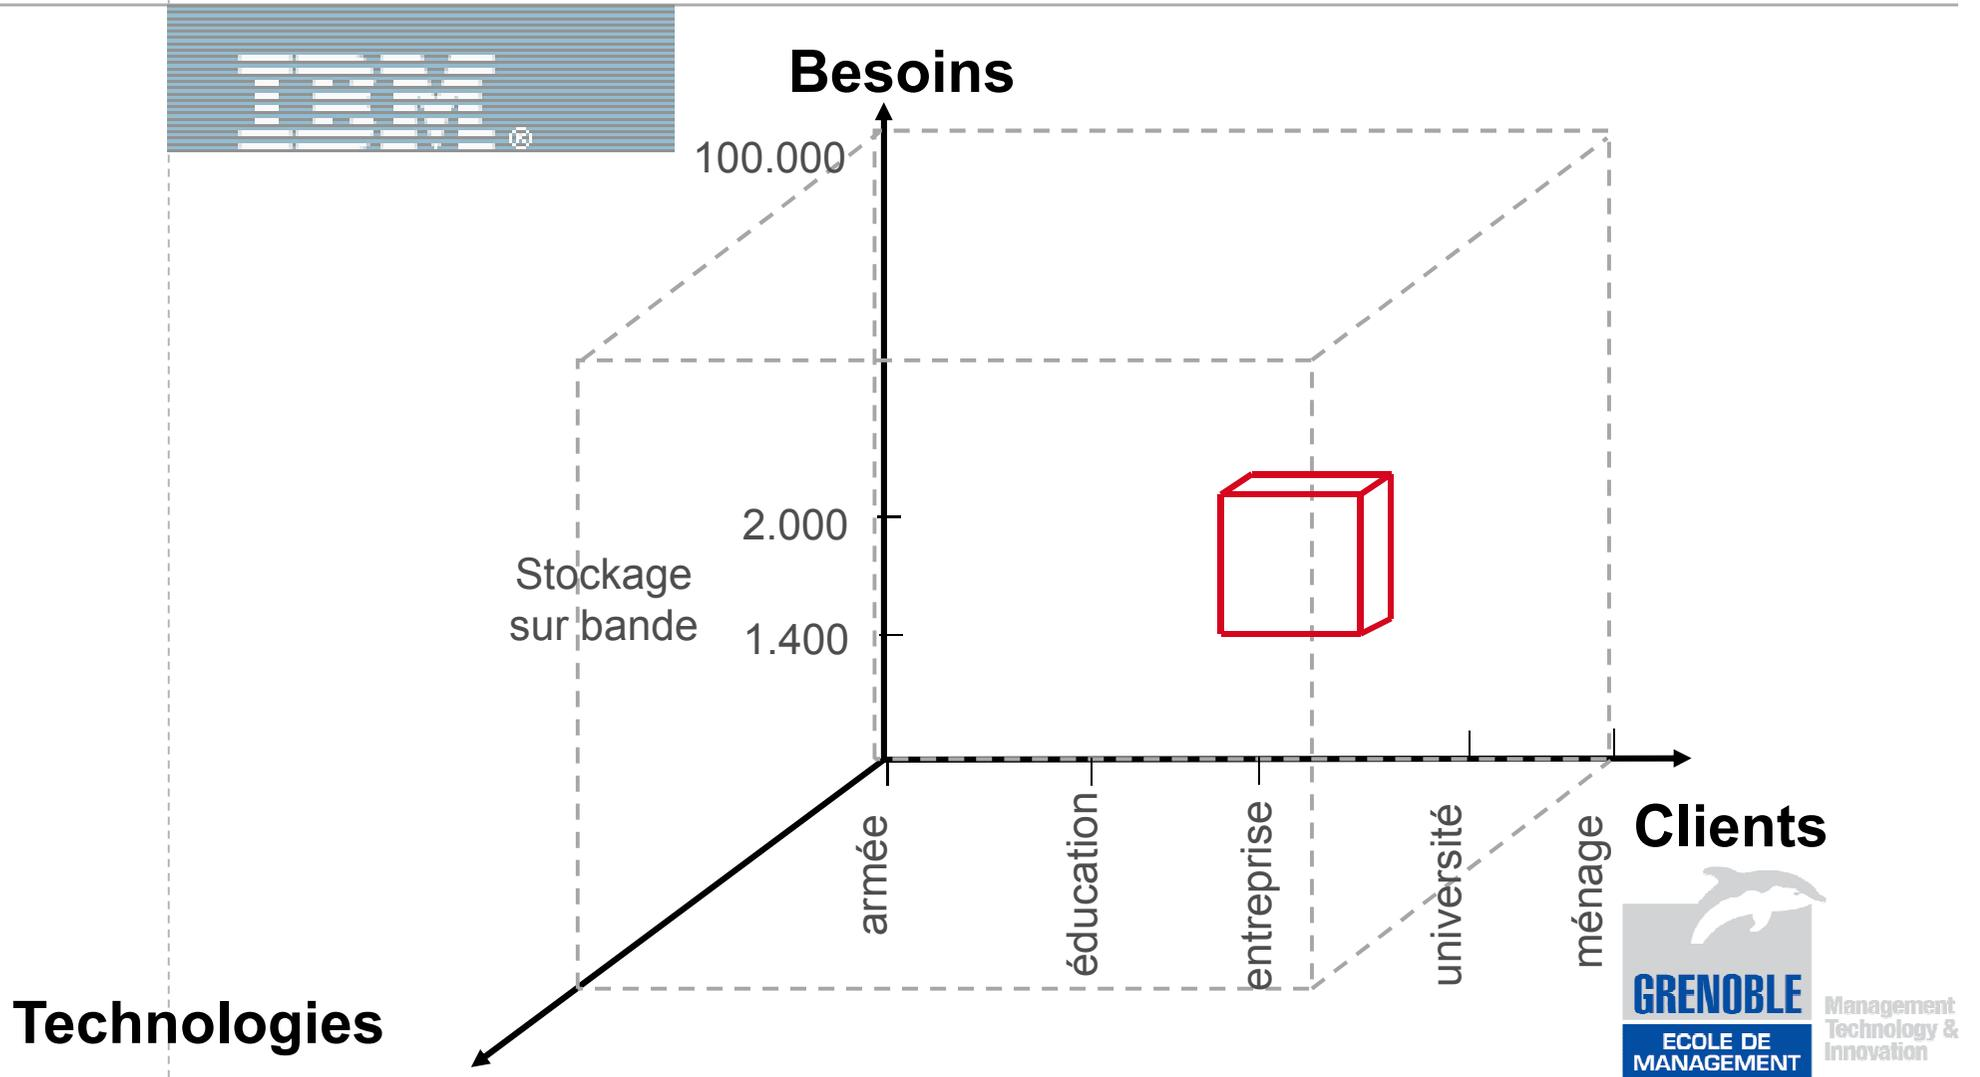 IBM®
Besoins
100.000
2.000
Stockage
sur bande
1.400
armée
éducation
entreprise
université
ménage
Clients
Technologies
GRENOBLE
ECOLE DE
MANAGEMENT
Management
Technology &
Innovation